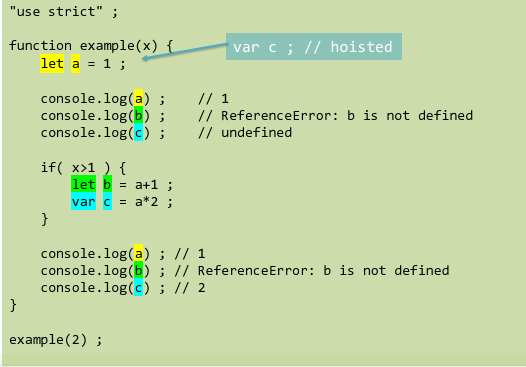 "use strict" ;
function example(x) {
var c ; // hoisted
let a = 1 ;
console.log(a) ; // 1
console.log(b) ; // ReferenceError: b is not defined
console.log(c) ; // undefined
if( x>1 ) {
let b = a+1 ;
var c = a*2 ;
}
console.log(a) ; // 1
console.log(b) ; // ReferenceError: b is not defined
console.log(c) ; // 2
}
example(2) ;